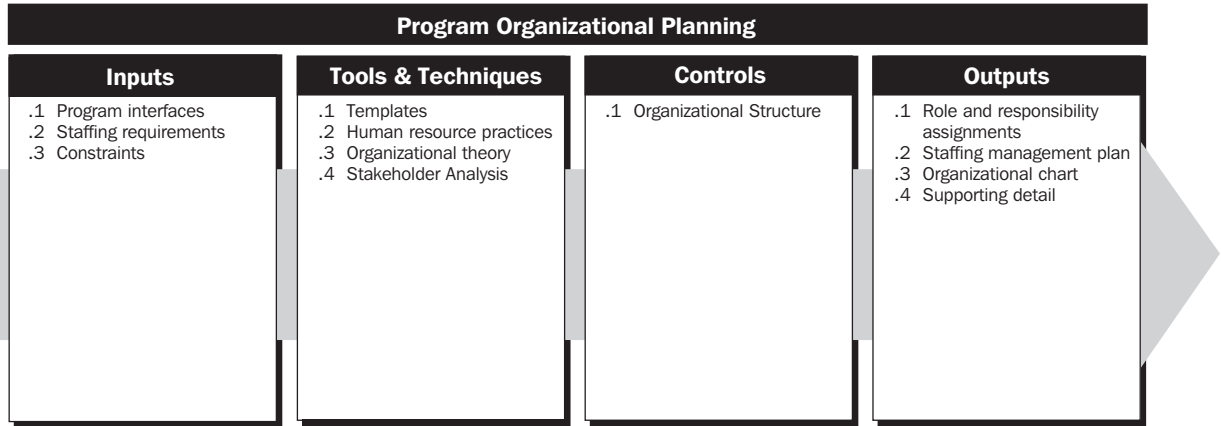 Program Organizational Planning
Inputs
.1 Program interfaces
.2 Staffing requirements
.3 Constraints
Tools & Techniques
.1 Templates
.2 Human resource practices
.3 Organizational theory
.4 Stakeholder Analysis
Controls
.1 Organizational Structure
Outputs
.1 Role and responsibility
assignments
.2 Staffing management plan
.3 Organizational chart
.4 Supporting detail